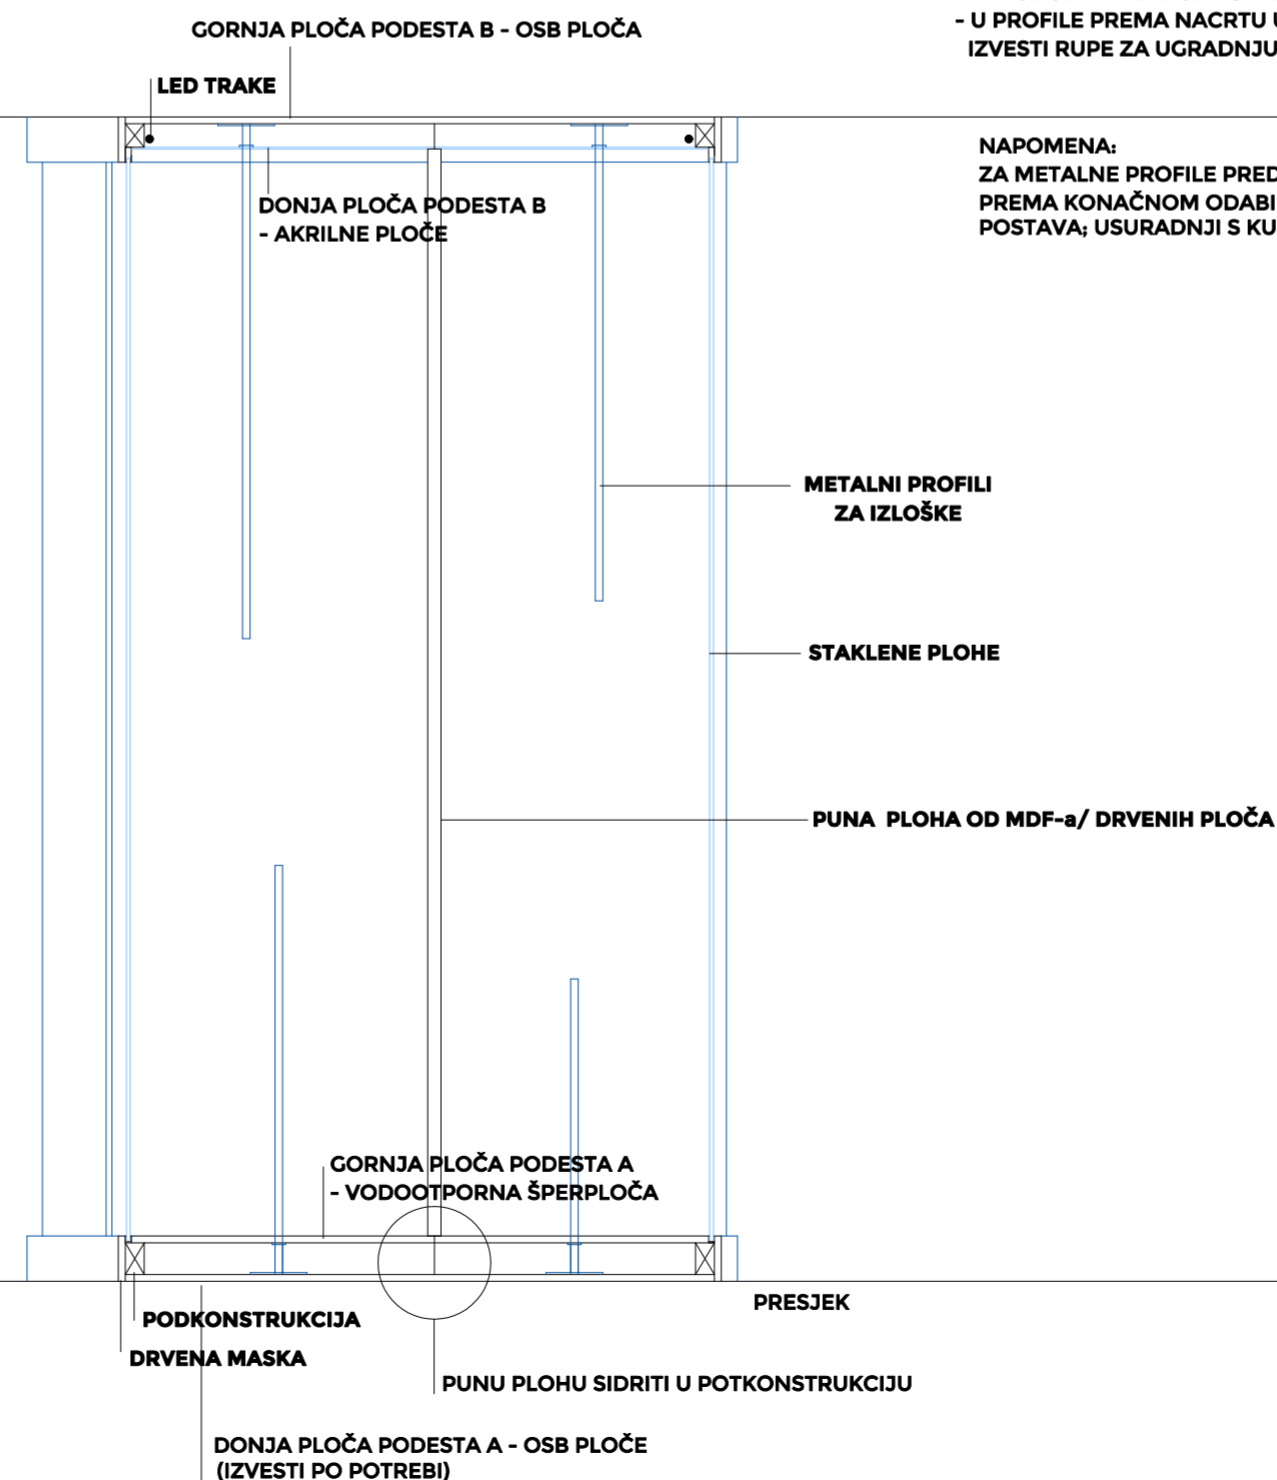 GORNJA PLOČA PODESTA B - OSB PLOČA
- U PROFILE PREMA NACRTU U
IZVESTI RUPE ZA UGRADNJU
LED TRAKE
NAPOMENA:
ZA METALNE PROFILE PRED
PREMA KONAČNOM ODABI
POSTAVA; USURADNJI S KU
DONJA PLOČA PODESTA B
- AKRILNE PLOČE
METALNI PROFILI
ZA IZLOŠKE
STAKLENE PLOHE
PUNA PLOHA OD MDF-a/ DRVENIH PLOČA
GORNJA PLOČA PODESTA A
- VODOOTPORNA ŠPERPLOČA
PRESJEK
PODKONSTRUKCIJA
DRVENA MASKA
PUNU PLOHU SIDRITI U POTKONSTRUKCIJU
DONJA PLOČA PODESTA A - OSB PLOČE
(IZVESTI PO POTREBI)